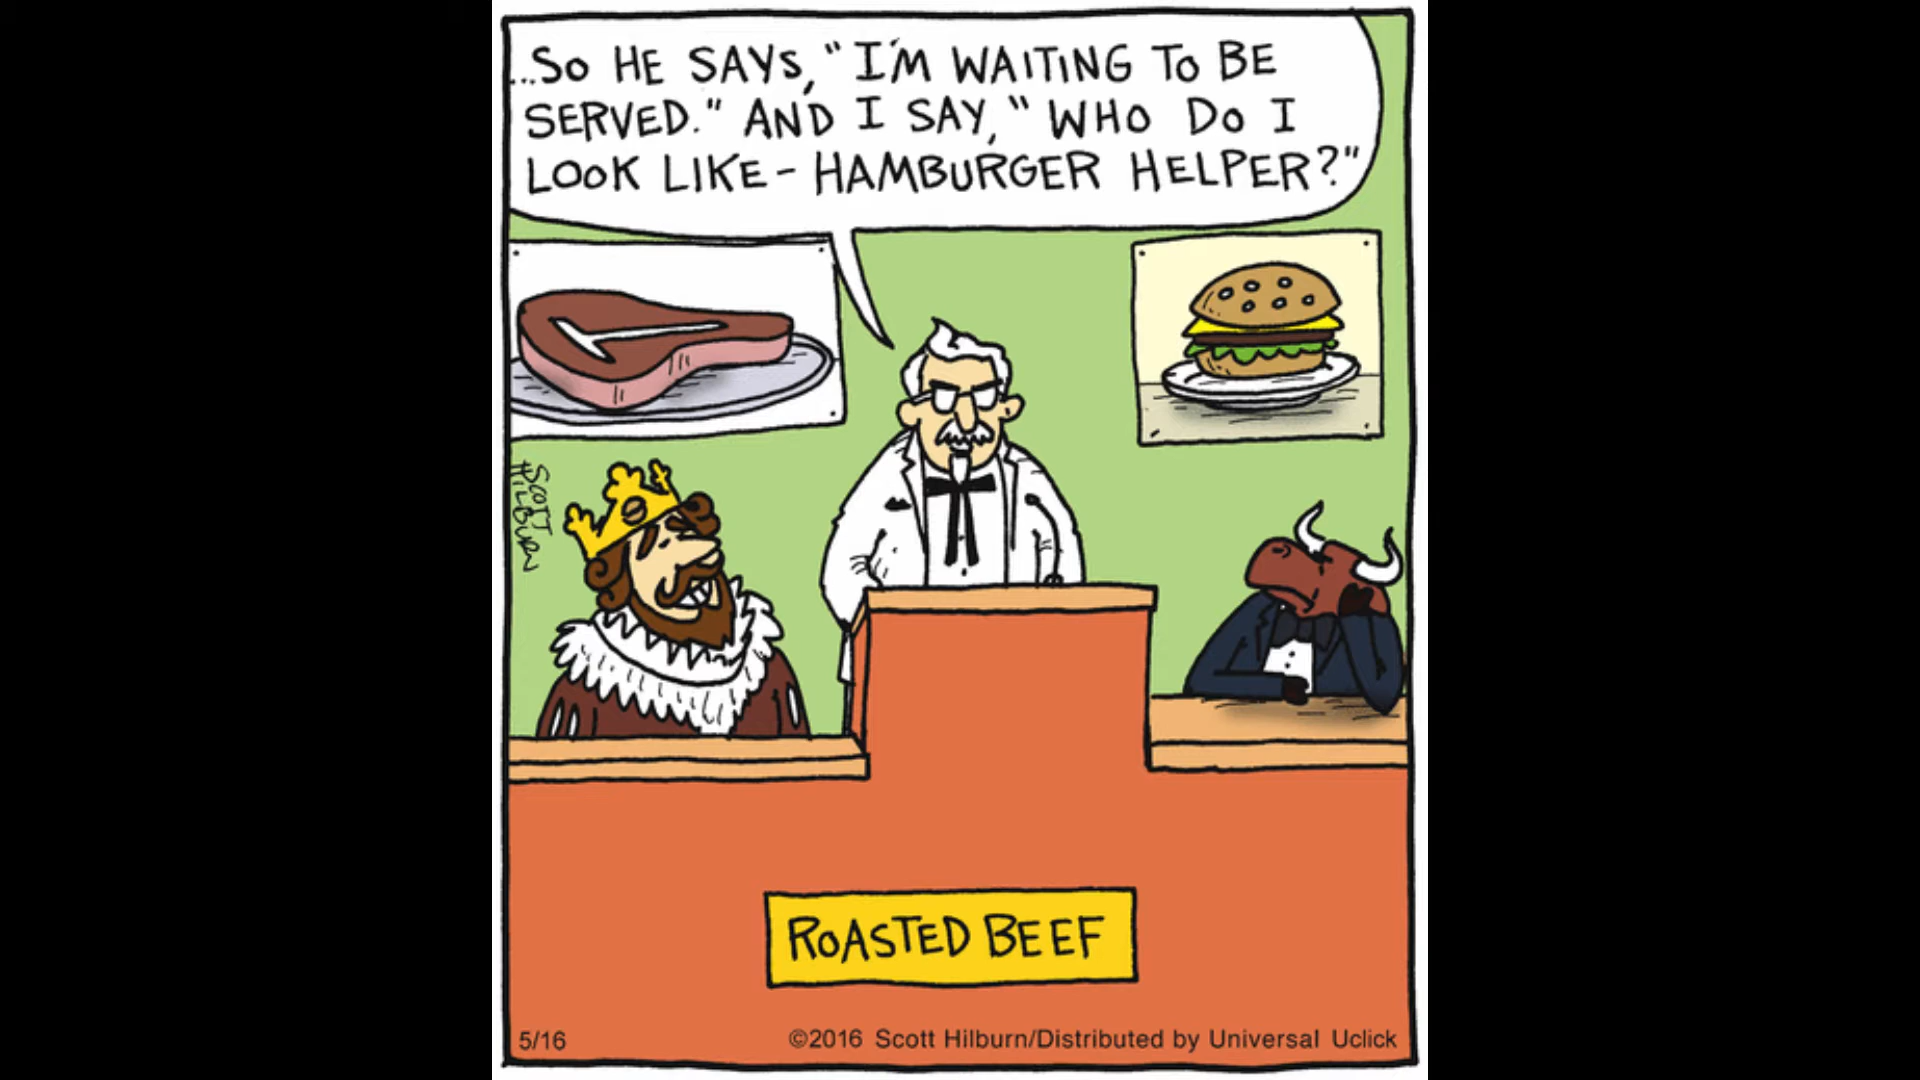 ...SO HE SAYS, "I'M WAITING TO BE
SERVED." AND I SAY, "WHO DO I
LOOK LIKE - HAMBURGER HELPER?"
SCOTT
HILBURN
ROASTED BEEF
5/16
©2016 Scott Hilburn/Distributed by Universal Uclick